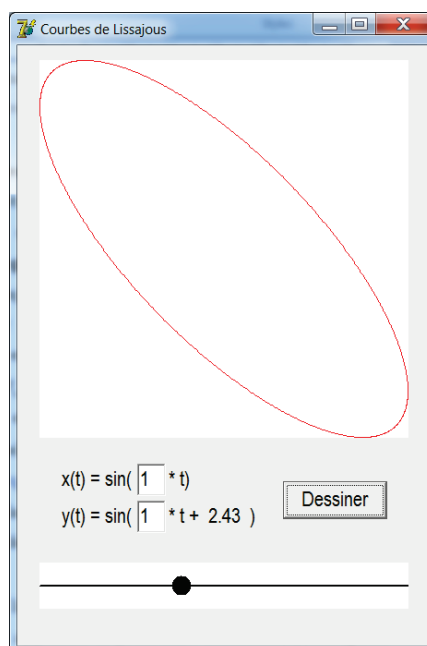 Courbes de Lissajous
x(t) = sin( 1 * t)
y(t) = sin( 1 * t + 2.43 )
Dessiner